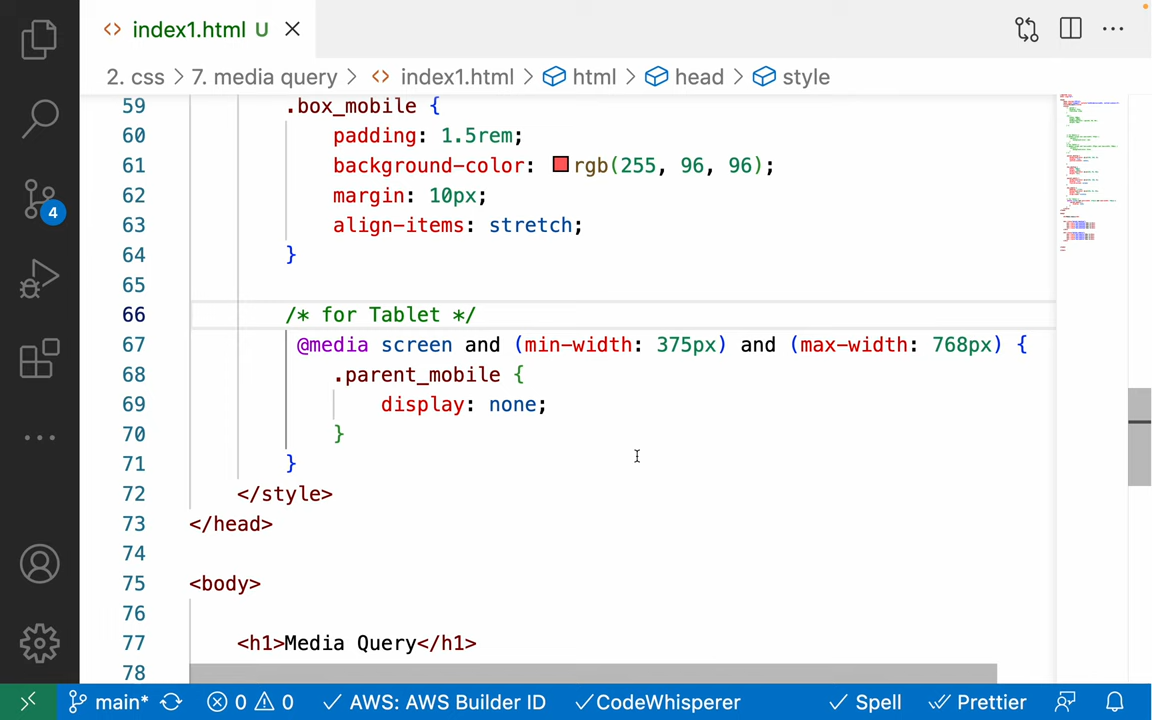 index1.html U
2. css > 7. media query > index1.html > html > head > style
59 .box_mobile {
60 padding: 1.5rem;
61 background-color: rgb(255, 96, 96);
62 margin: 10px;
63 align-items: stretch;
64 }
65
66 /* for Tablet */
67 @media screen and (min-width: 375px) and (max-width: 768px) {
68 .parent_mobile {
69 display: none;
70 }
71 }
72 </style>
73 </head>
74
75 <body>
76
77 <h1>Media Query</h1>
78
4
main* 0 0 AWS: AWS Builder ID CodeWhisperer Spell Prettier